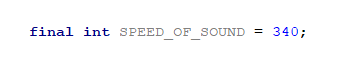 final int SPEED_OF_SOUND = 340;